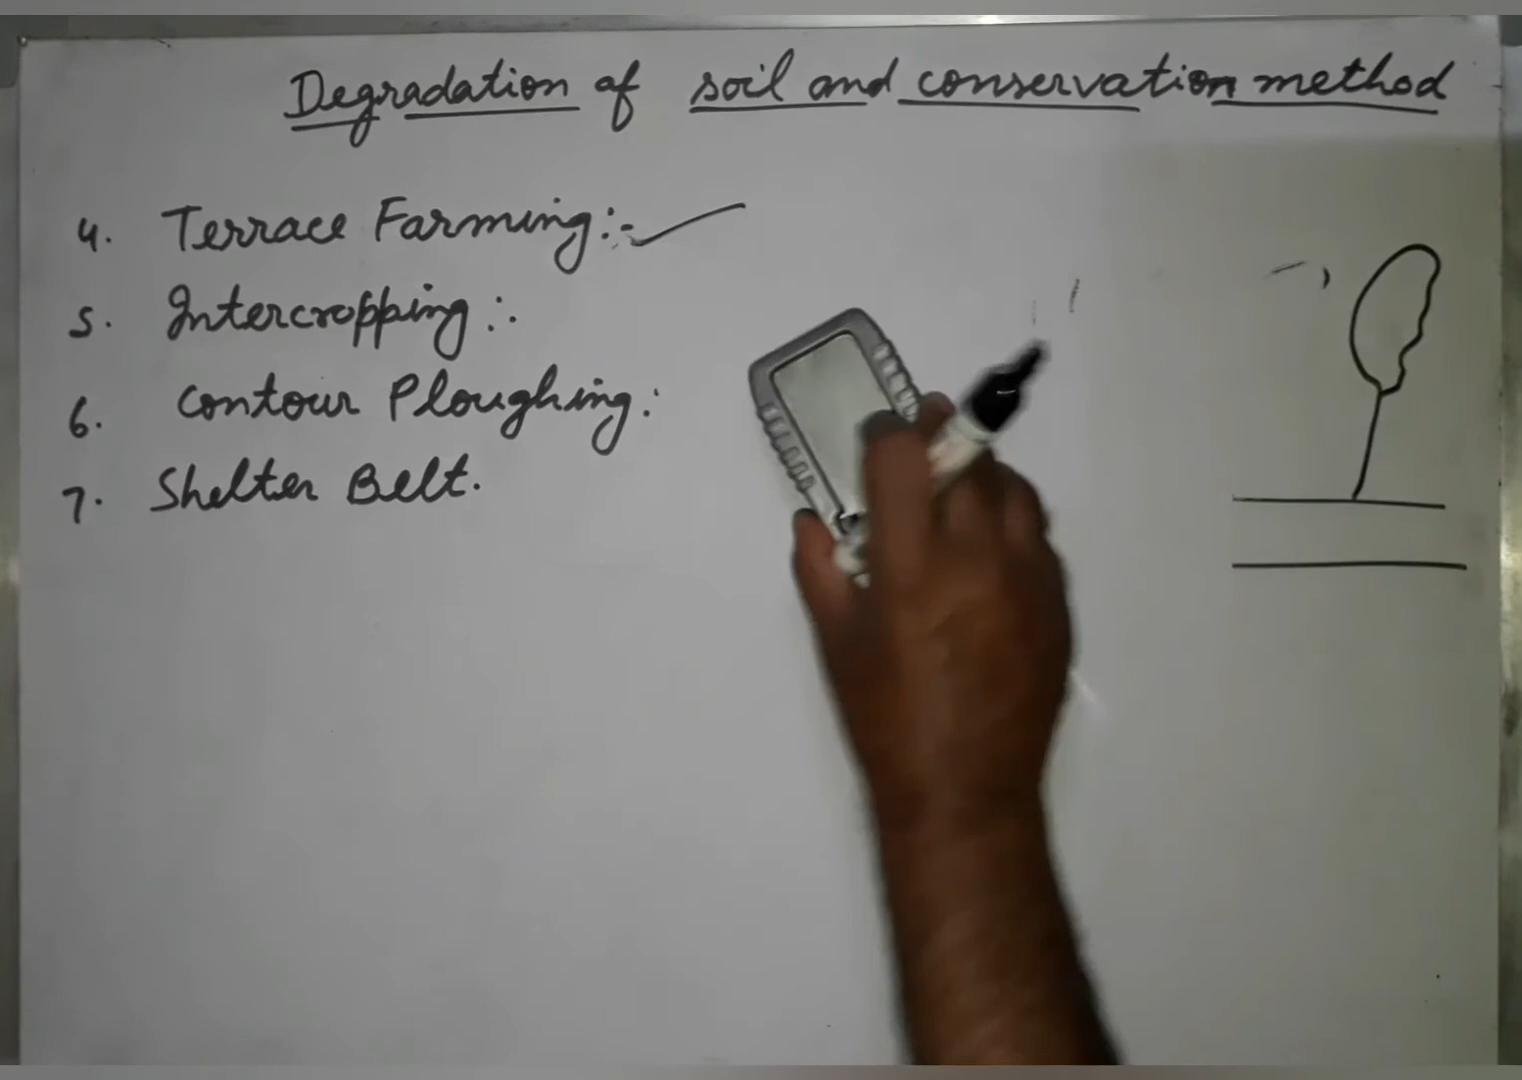 Degradation of soil and conservation method
4. Terrace Farming:-
5. Intercropping :.
6. Contour Ploughing:
7. Shelter Belt.